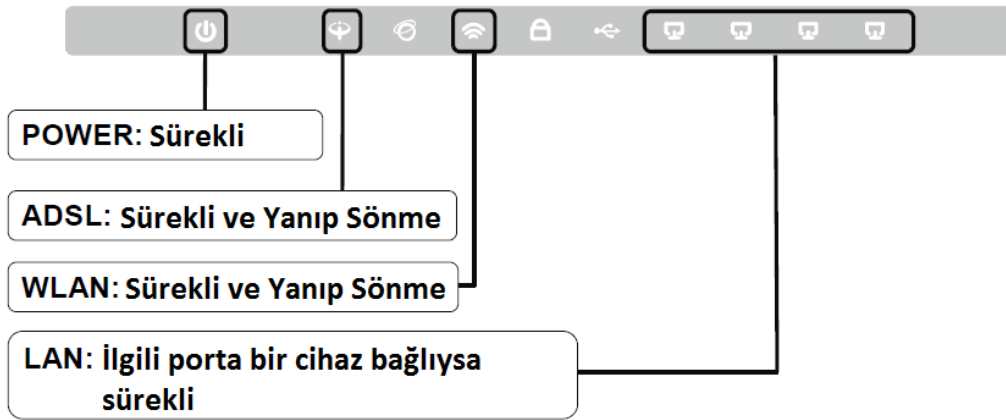 POWER: Sürekli
ADSL: Sürekli ve Yanıp Sönme
WLAN: Sürekli ve Yanıp Sönme
LAN: İlgili porta bir cihaz bağlıysa
sürekli